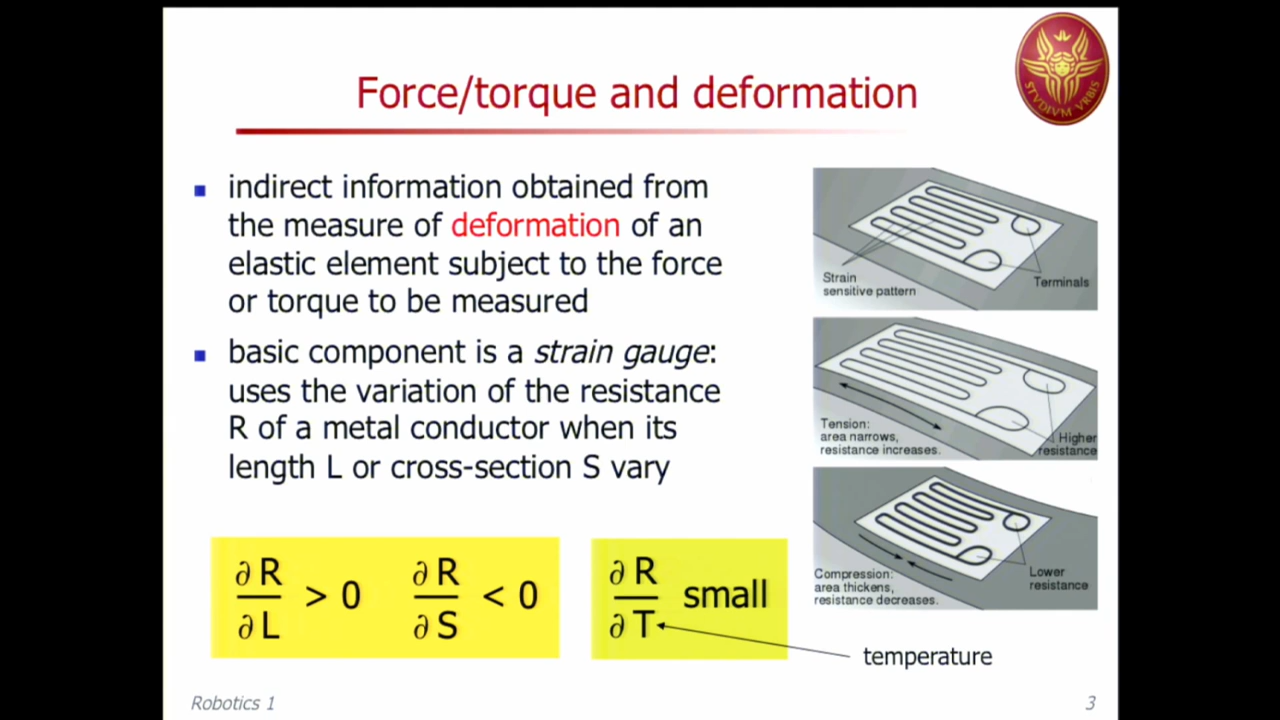 Force/torque and deformation
STVDIVM VRBIS
indirect information obtained from
the measure of deformation of an
elastic element subject to the force
or torque to be measured
basic component is a strain gauge:
uses the variation of the resistance
R of a metal conductor when its
length L or cross-section S vary
∂ R
∂ L
> 0
∂ R
∂ S
< 0
∂ R
∂ T
small
temperature
Strain
sensitive pattern
Terminals
Tension:
area narrows,
resistance increases.
Higher
resistance
Compression:
area thickens,
resistance decreases.
Lower
resistance
Robotics 1
3